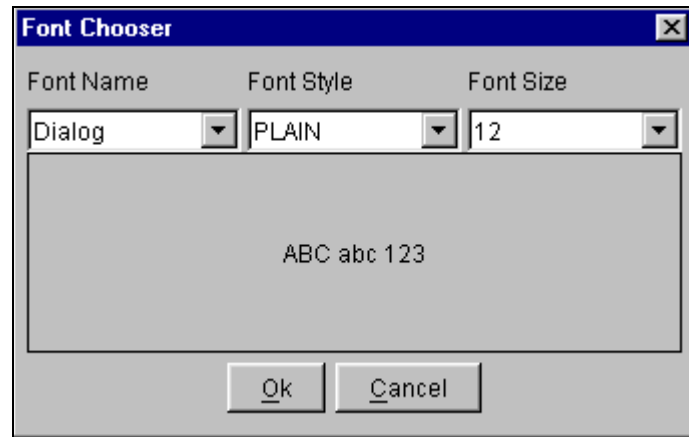 Font Chooser
Font Name Font Style Font Size
Dialog PLAIN 12
ABC abc 123
Ok Cancel